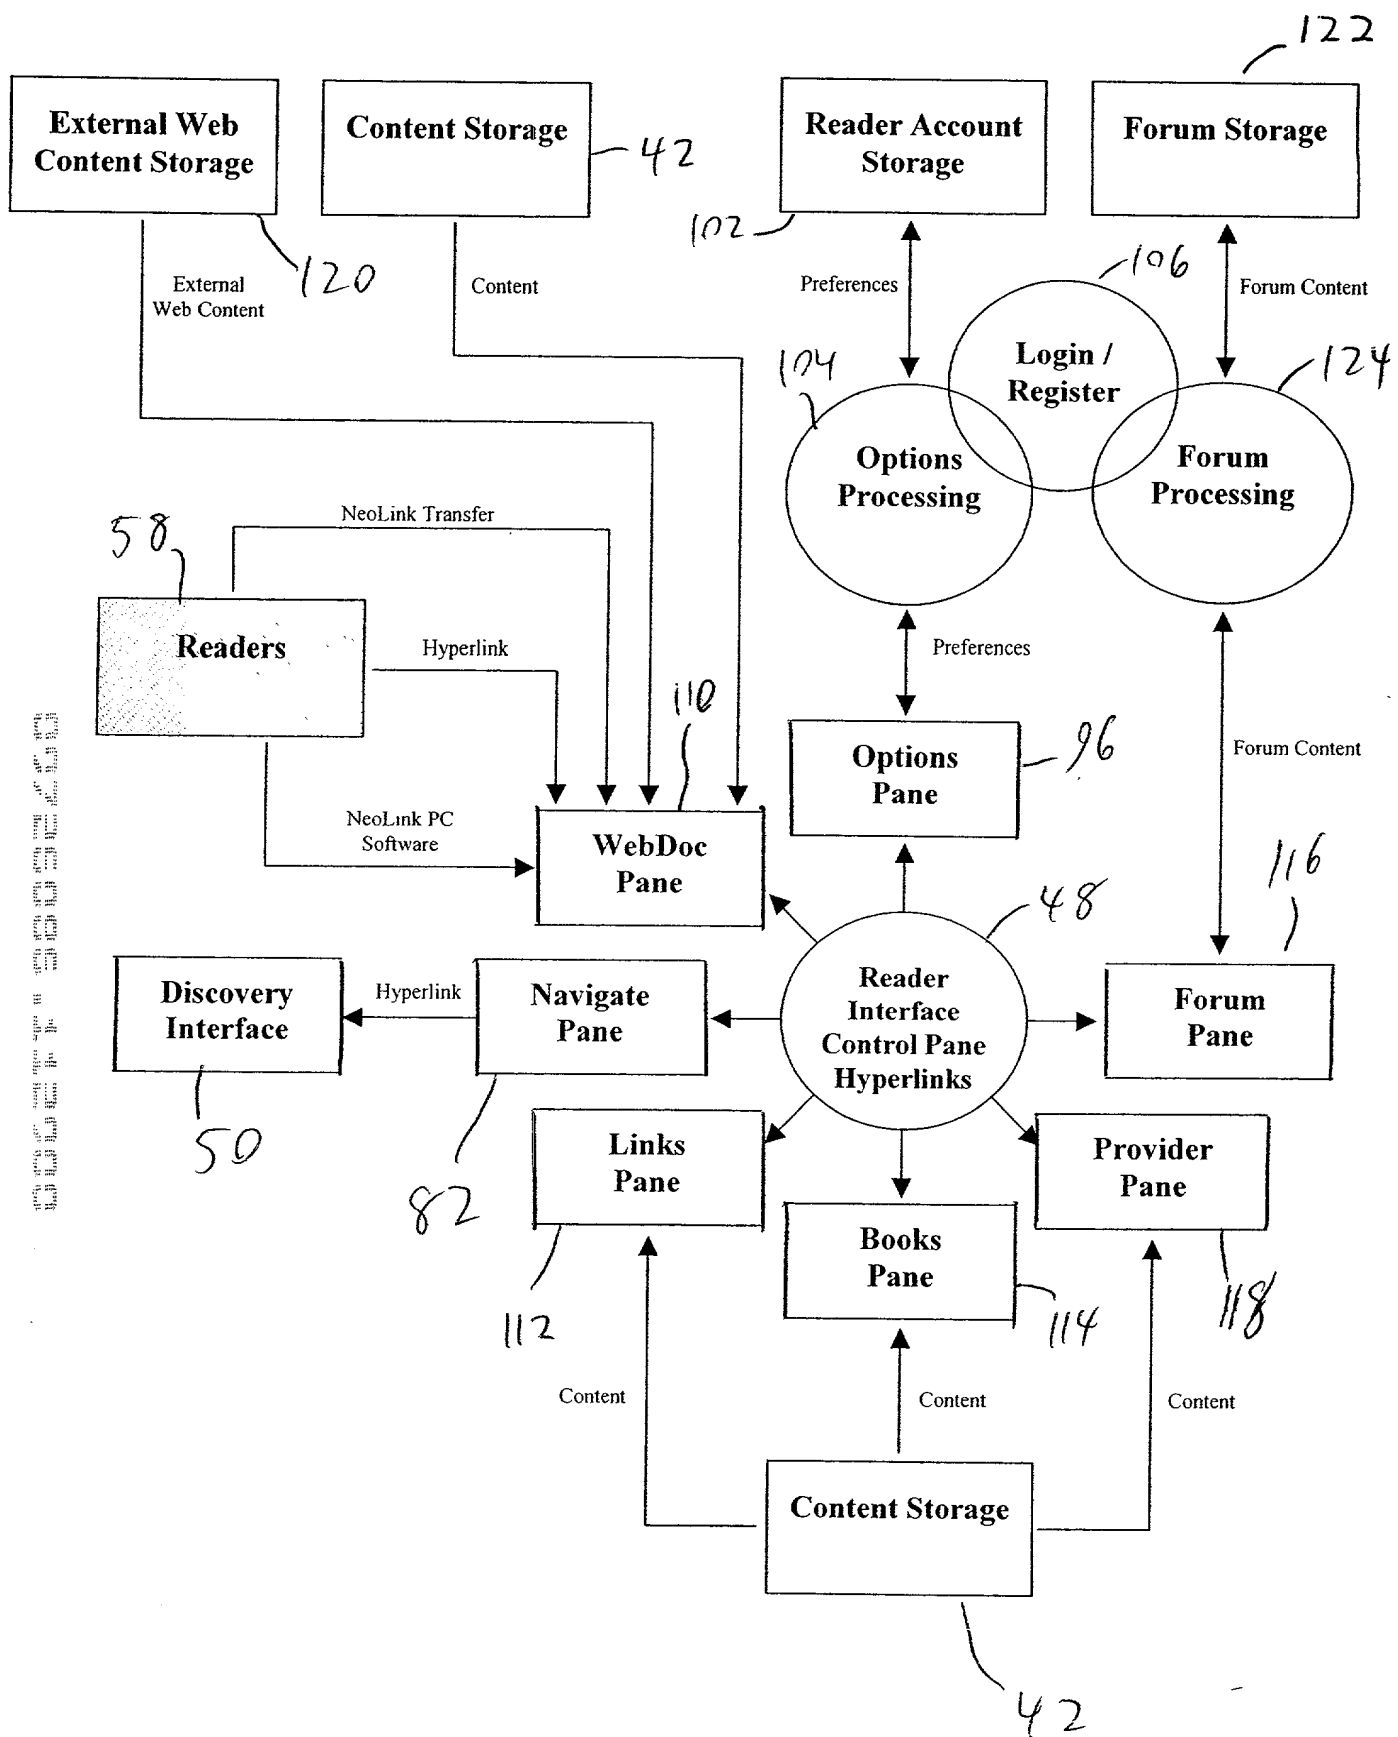 122
External Web
Content Storage
Content Storage
42
Reader Account
Storage
Forum Storage
102
120
106
External
Web Content
Content
Preferences
Forum Content
Login /
Register
104
124
Options
Processing
Forum
Processing
NeoLink Transfer
58
Readers
Hyperlink
Preferences
110
Options
Pane
96
Forum Content
NeoLink PC
Software
WebDoc
Pane
116
48
Discovery
Interface
Hyperlink
Navigate
Pane
Reader
Interface
Control Pane
Hyperlinks
Forum
Pane
50
82
Links
Pane
Provider
Pane
Books
Pane
112
114
118
Content
Content
Content
Content Storage
42